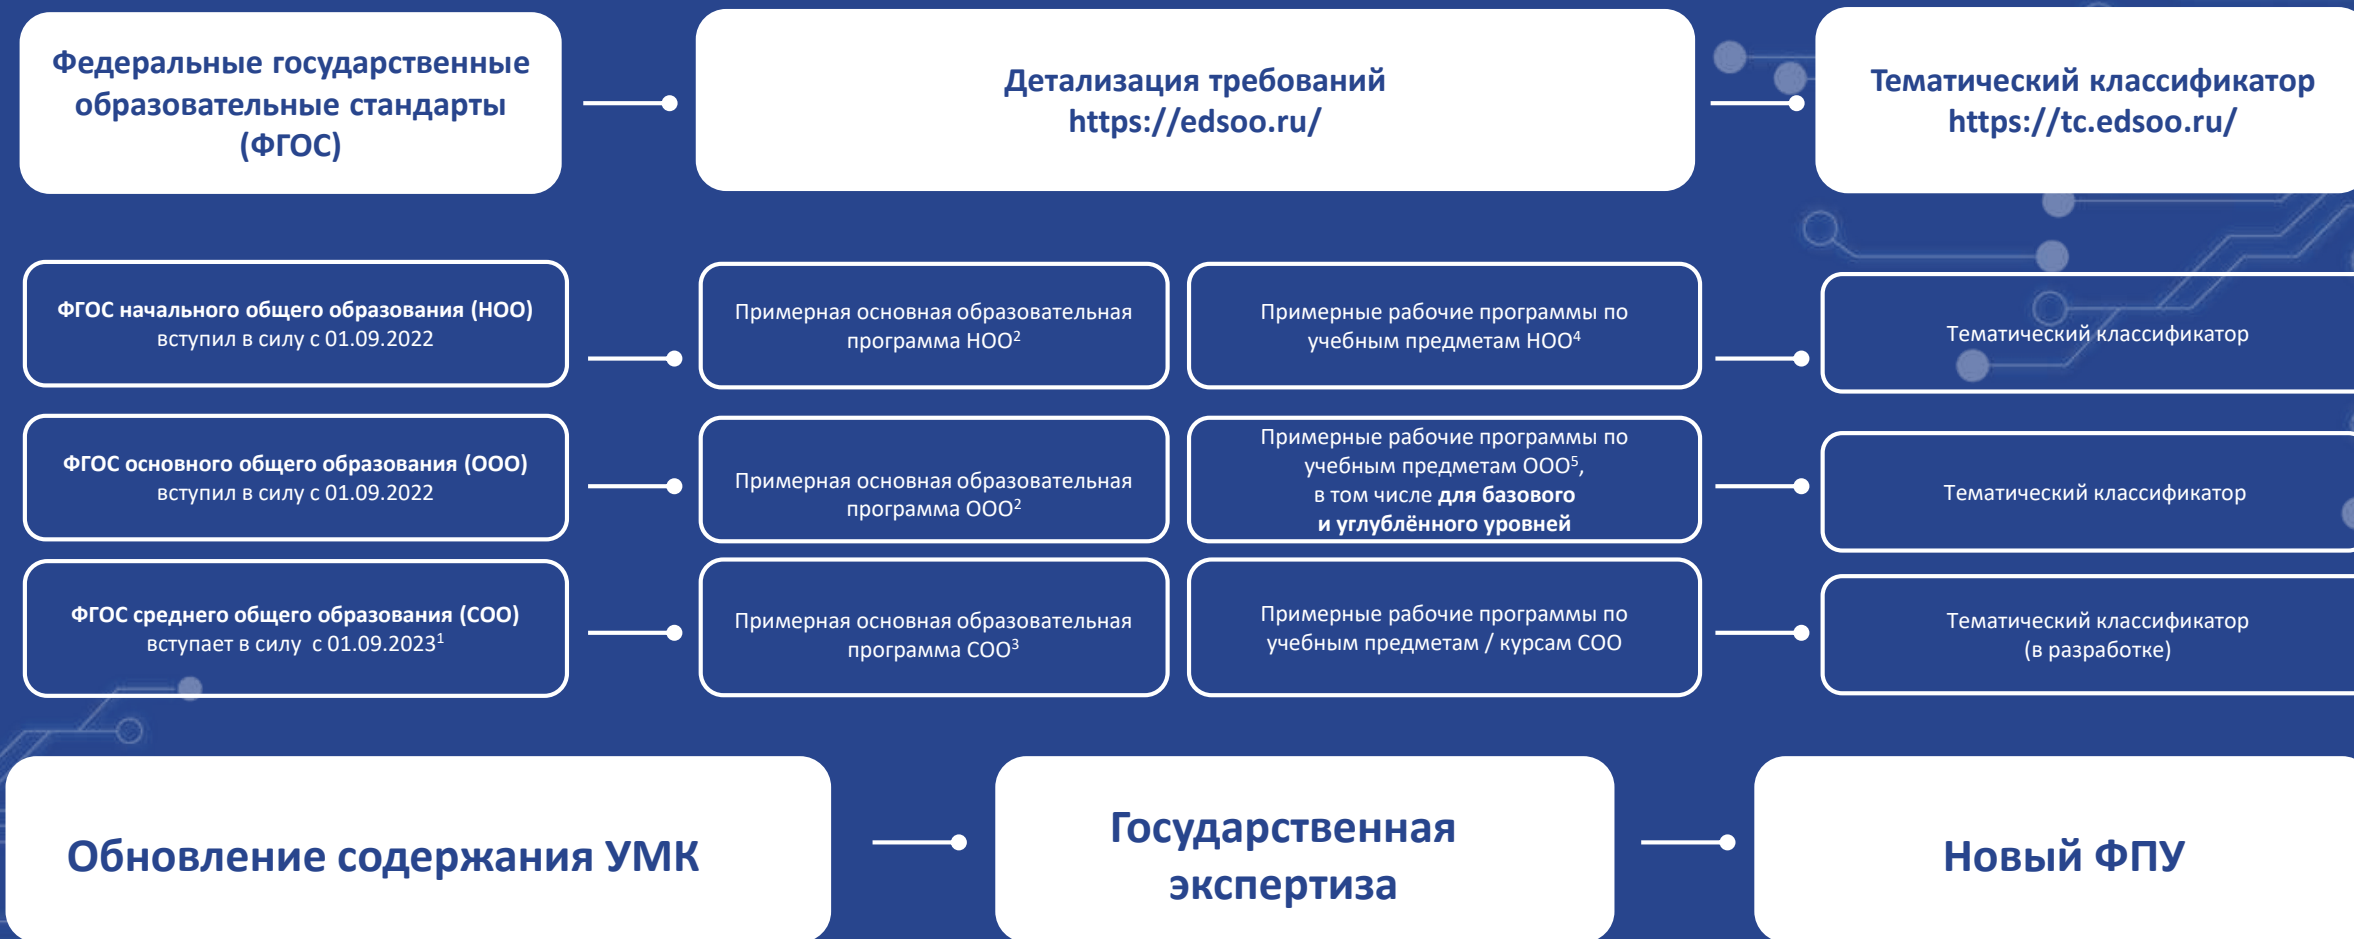 Федеральные государственные
образовательные стандарты
(ФГОС)
Детализация требований
https://edsoo.ru/
Тематический классификатор
https://tc.edsoo.ru/
ФГОС начального общего образования (НОО)
вступил в силу с 01.09.2022
Примерная основная образовательная
программа НОО²
Примерные рабочие программы по
учебным предметам НОО⁴
Тематический классификатор
ФГОС основного общего образования (ООО)
вступил в силу с 01.09.2022
Примерная основная образовательная
программа ООО²
Примерные рабочие программы по
учебным предметам ООО⁵,
в том числе для базового
и углублённого уровней
Тематический классификатор
ФГОС среднего общего образования (СОО)
вступает в силу с 01.09.2023¹
Примерная основная образовательная
программа СОО³
Примерные рабочие программы по
учебным предметам / курсам СОО
Тематический классификатор
(в разработке)
Обновление содержания УМК
Государственная
экспертиза
Новый ФПУ